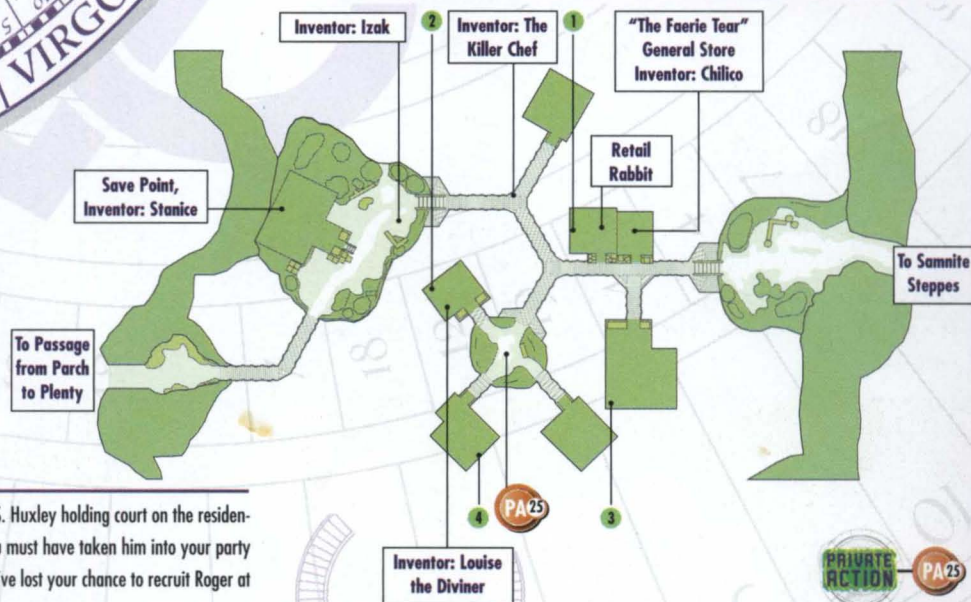 VIRGO
Inventor: Izak
2
Inventor: The
Killer Chef
1
"The Faerie Tear"
General Store
Inventor: Chilico
Retail
Rabbit
Save Point,
Inventor: Stanice
To Samnite
Steppes
To Passage
from Parch
to Plenty
18
4
PA25
3
Inventor: Louise
the Diviner
PRIVATE
ACTION
PA25
. Huxley holding court on the residen-
must have taken him into your party
ve lost your chance to recruit Roger at